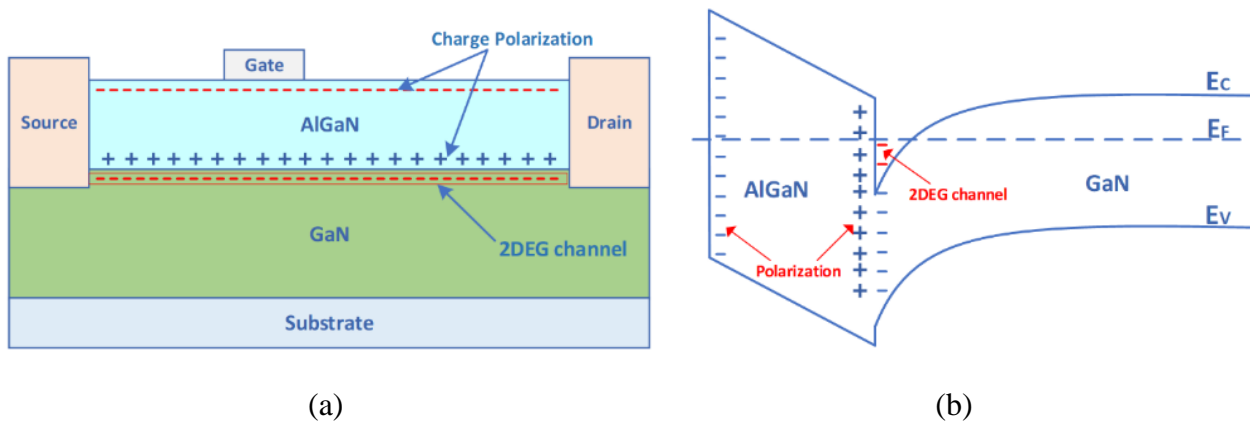 Charge Polarization
Gate
Source
AlGaN
Drain
+ + + + + + + + + + + + + + + + + +
GaN
2DEG channel
Substrate
(a)
EC
EF
2DEG channel
AlGaN
GaN
EV
Polarization
(b)